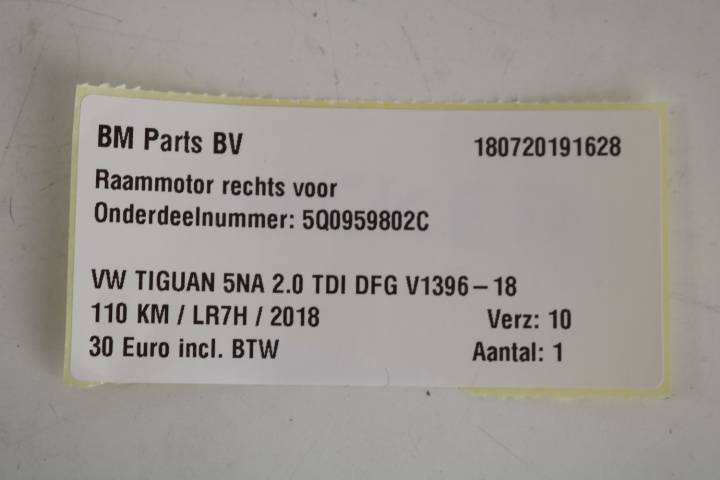 BM Parts BV 180720191628
Raammotor rechts voor
Onderdeelnummer: 5Q0959802C
VW TIGUAN 5NA 2.0 TDI DFG V1396-18
110 KM / LR7H / 2018 Verz: 10
30 Euro incl. BTW Aantal: 1